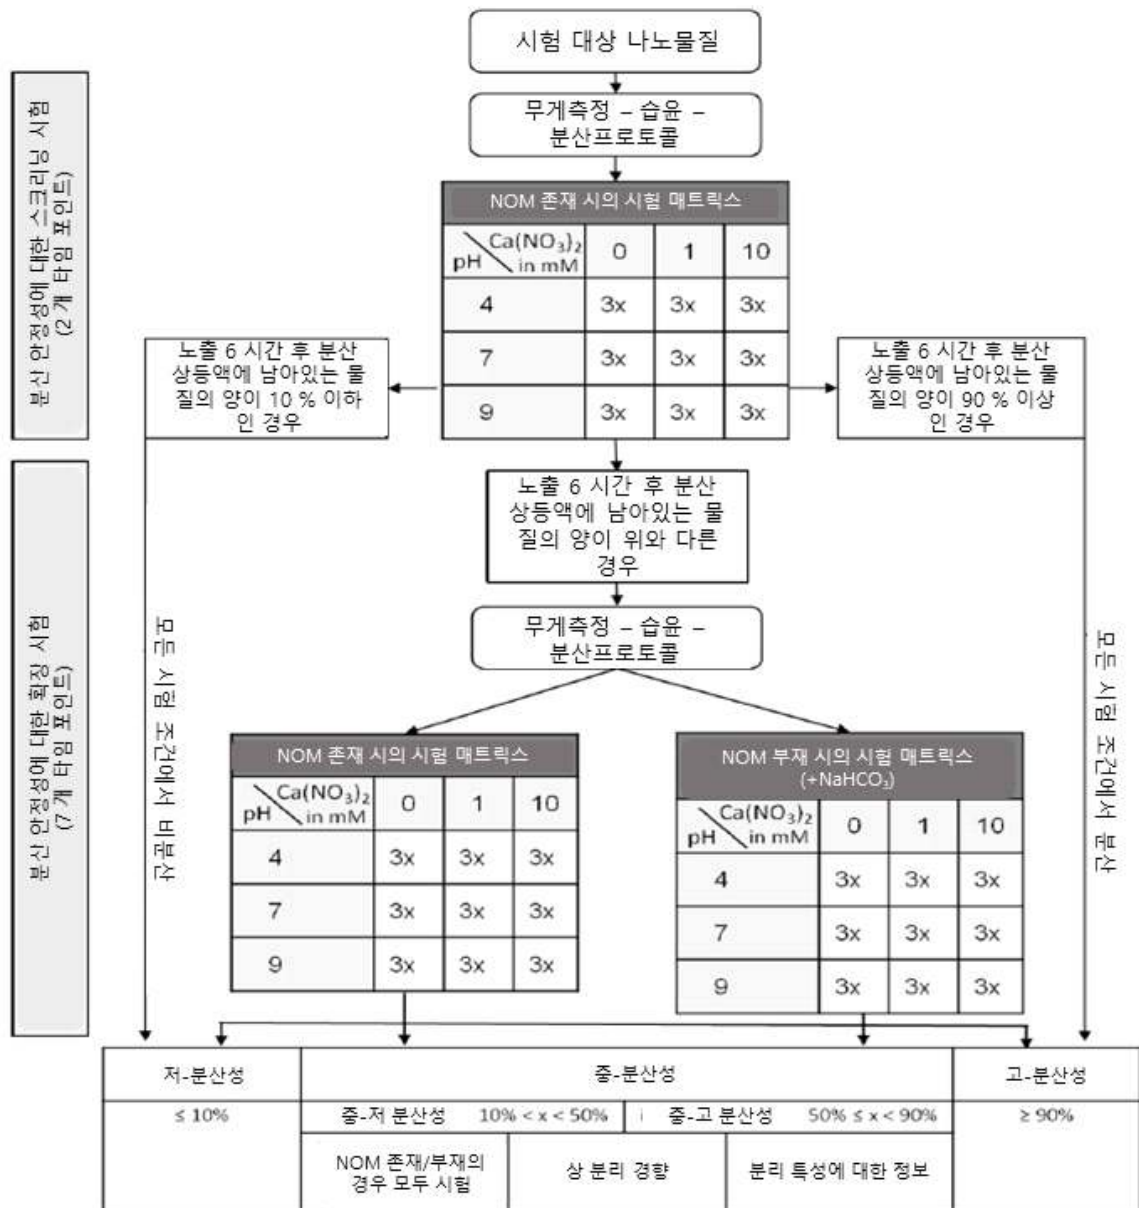 시험 대상 나노물질
무게측정 – 습윤 –
분산프로토콜
분산 안정성에 대한 스크리닝 시험
(2 개 타임 포인트)
NOM 존재 시의 시험 매트릭스
Ca(NO₃)₂ 0 1 10
pH in mM
4 3x 3x 3x
7 3x 3x 3x
9 3x 3x 3x
노출 6 시간 후 분산
상등액에 남아있는 물
질의 양이 10 % 이하
인 경우
노출 6 시간 후 분산
상등액에 남아있는 물
질의 양이 90 % 이상
인 경우
노출 6 시간 후 분산
상등액에 남아있는 물
질의 양이 위와 다른
경우
무게측정 – 습윤 –
분산프로토콜
분산 안정성에 대한 확장 시험
(7 개 타임 포인트)
모든 시험 조건에서 비분산
모든 시험 조건에서 분산
NOM 존재 시의 시험 매트릭스
Ca(NO₃)₂ 0 1 10
pH in mM
4 3x 3x 3x
7 3x 3x 3x
9 3x 3x 3x
NOM 부재 시의 시험 매트릭스
(+NaHCO₃)
Ca(NO₃)₂ 0 1 10
pH in mM
4 3x 3x 3x
7 3x 3x 3x
9 3x 3x 3x
저-분산성 중-분산성 고-분산성
≤ 10% 중-저 분산성 10% < x < 50% 중-고 분산성 50% ≤ x < 90% ≥ 90%
NOM 존재/부재의
경우 모두 시험
상 분리 경향
분리 특성에 대한 정보